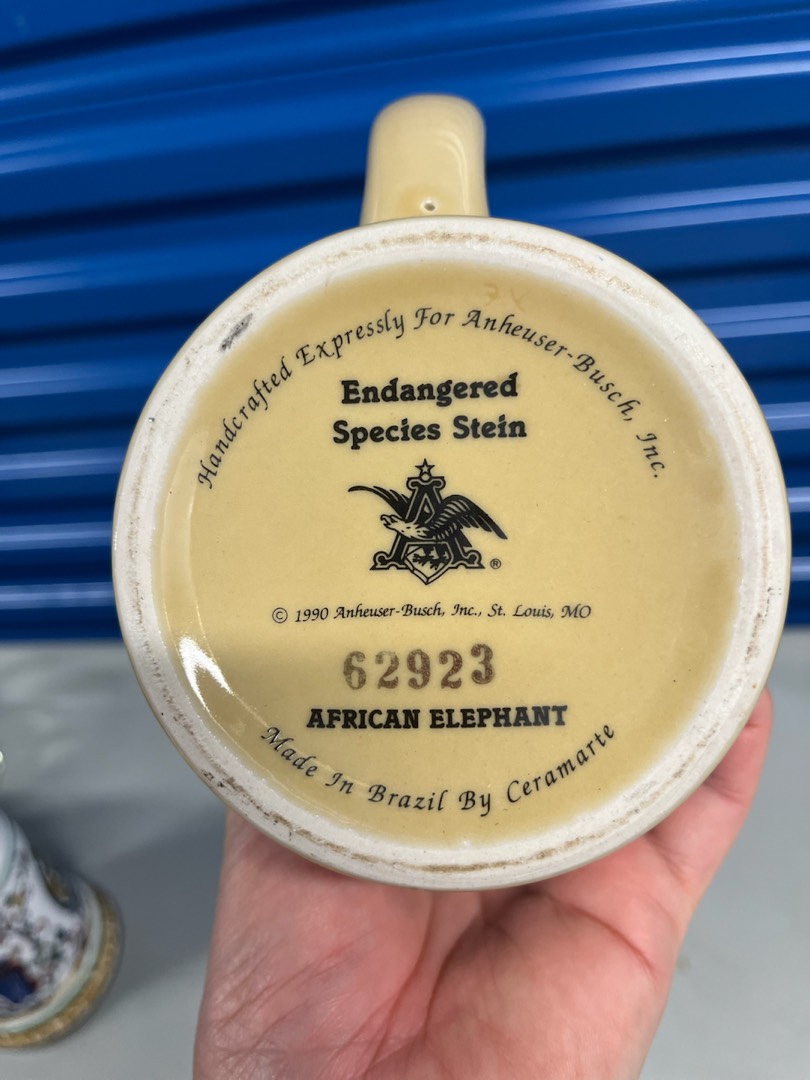 Handcrafted Expressly For Anheuser-Busch, Inc.
Endangered
Species Stein
A
®
© 1990 Anheuser-Busch, Inc., St. Louis, MO
62923
AFRICAN ELEPHANT
Made In Brazil By Ceramarte